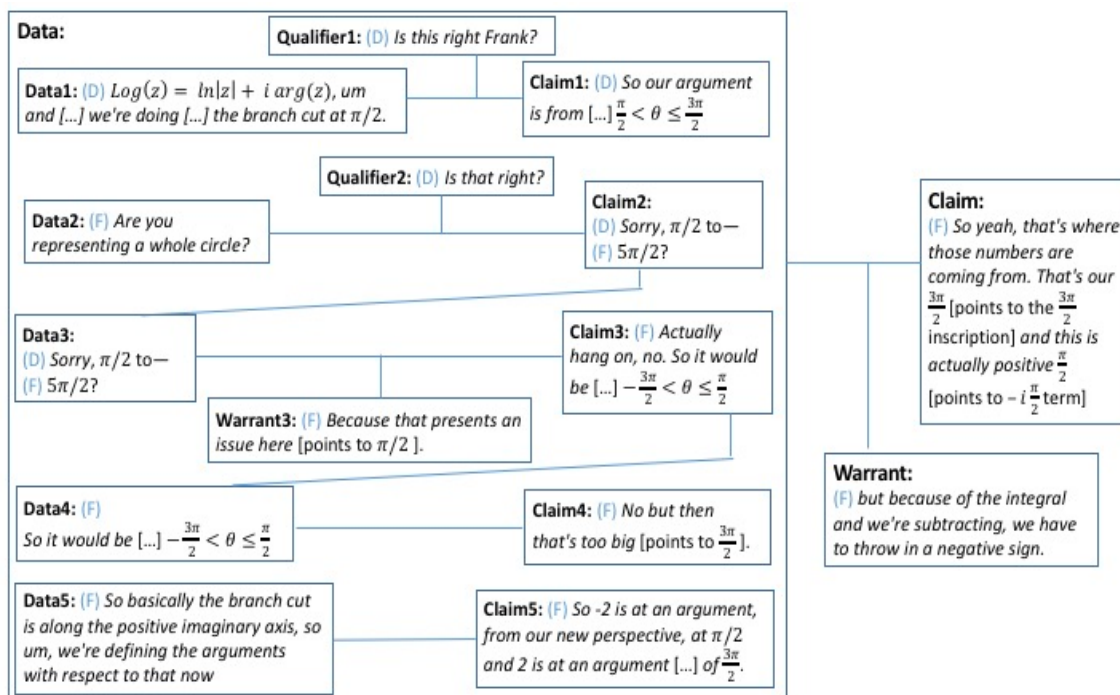 Data:
Qualifier1: (D) Is this right Frank?
Data1: (D) Log(z) = ln|z| + i arg(z), um
and [...] we're doing [...] the branch cut at π/2.
Claim1: (D) So our argument
is from [...] π/2 < θ ≤ 3π/2
Qualifier2: (D) Is that right?
Data2: (F) Are you
representing a whole circle?
Claim2:
(D) Sorry, π/2 to—
(F) 5π/2?
Data3:
(D) Sorry, π/2 to—
(F) 5π/2?
Claim3: (F) Actually
hang on, no. So it would
be [...] − 3π/2 < θ ≤ π/2
Warrant3: (F) Because that presents an
issue here [points to π/2 ].
Data4: (F)
So it would be [...] − 3π/2 < θ ≤ π/2
Claim4: (F) No but then
that's too big [points to 3π/2 ].
Data5: (F) So basically the branch cut
is along the positive imaginary axis, so
um, we're defining the arguments
with respect to that now
Claim5: (F) So -2 is at an argument,
from our new perspective, at π/2
and 2 is at an argument [...] of 3π/2.
Claim:
(F) So yeah, that's where
those numbers are
coming from. That's our
3π/2 [points to the 3π/2
inscription] and this is
actually positive π/2
[points to – i π/2 term]
Warrant:
(F) but because of the integral
and we're subtracting, we have
to throw in a negative sign.